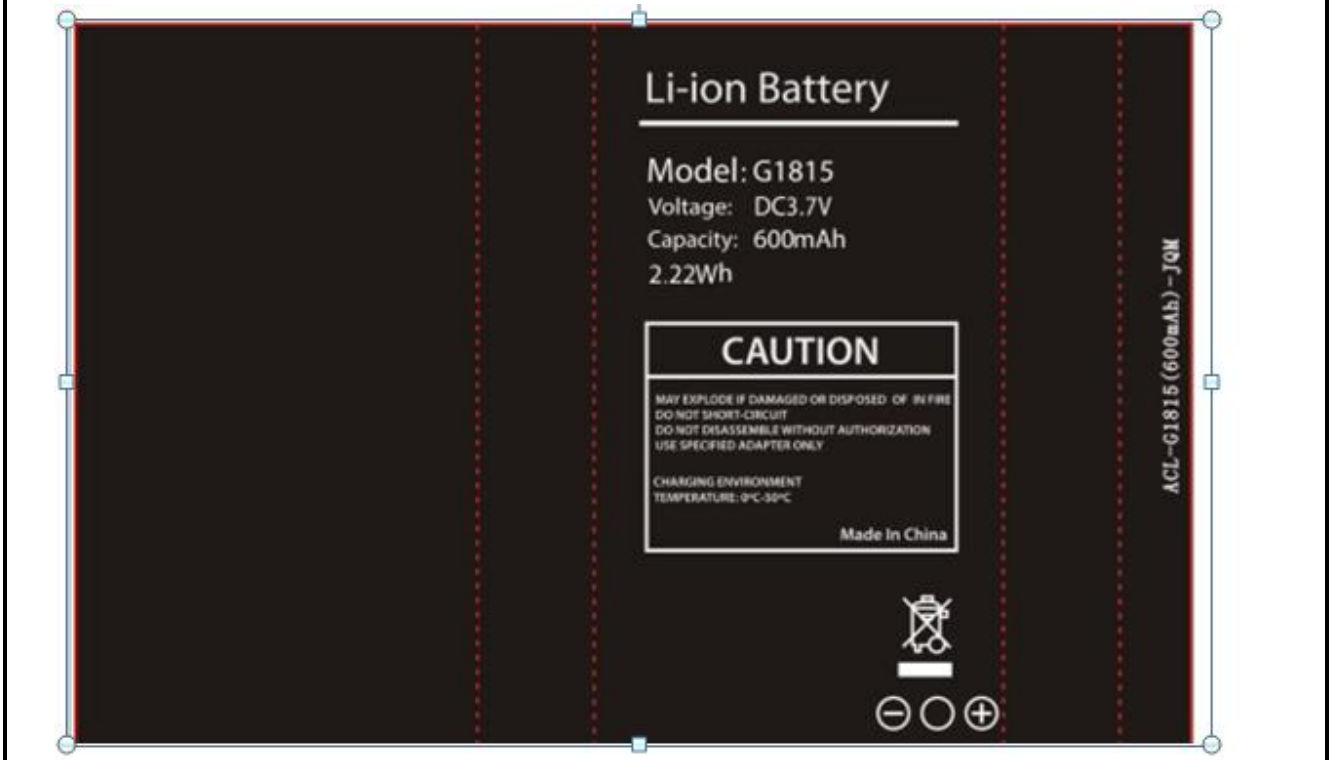 Li-ion Battery
Model: G1815
Voltage: DC3.7V
Capacity: 600mAh
2.22Wh
CAUTION
MAY EXPLODE IF DAMAGED OR DISPOSED OF IN FIRE
DO NOT SHORT-CIRCUIT
DO NOT DISASSEMBLE WITHOUT AUTHORIZATION
USE SPECIFIED ADAPTER ONLY
CHARGING ENVIRONMENT
TEMPERATURE: 0ºC-50ºC
Made In China
ACL-G1815(600mAh)-JQM